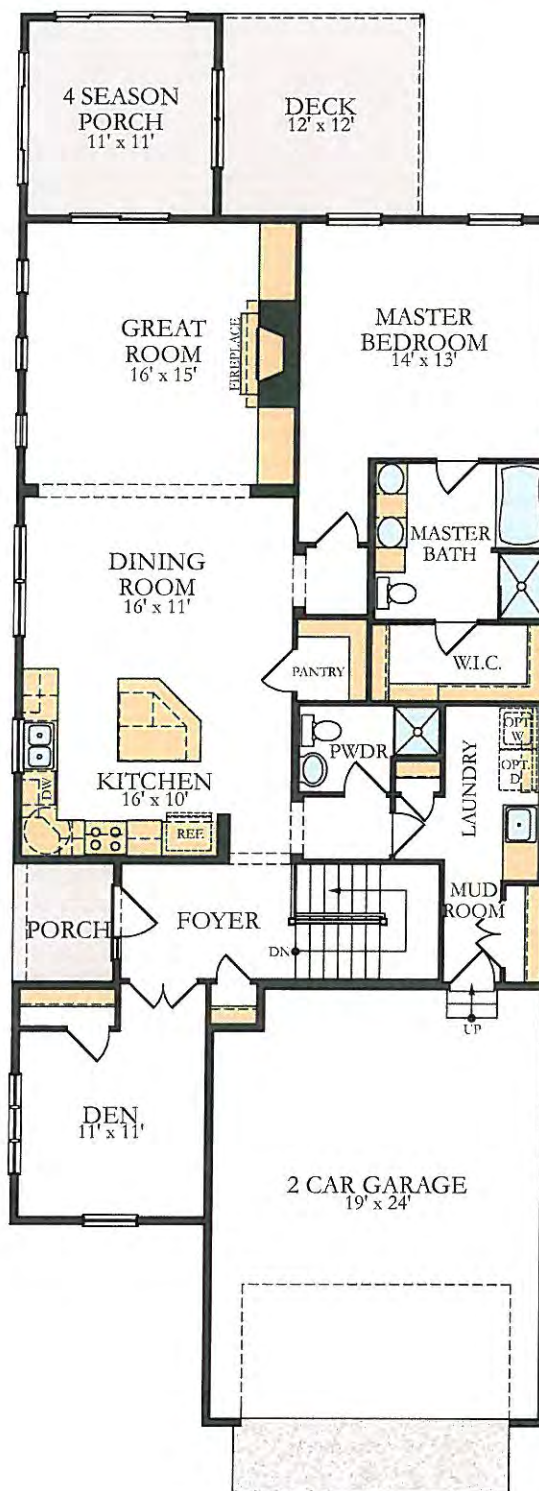 4 SEASON
PORCH
11' x 11'
DECK
12' x 12'
GREAT
ROOM
16' x 15'
FIREPLACE
MASTER
BEDROOM
14' x 13'
MASTER
BATH
DINING
ROOM
16' x 11'
PANTRY
W.I.C.
KITCHEN
16' x 10'
DW
REF.
PWDR
LAUNDRY
OPT.
W
OPT.
D
MUD
ROOM
PORCH
FOYER
DN
UP
DEN
11' x 11'
2 CAR GARAGE
19' x 24'